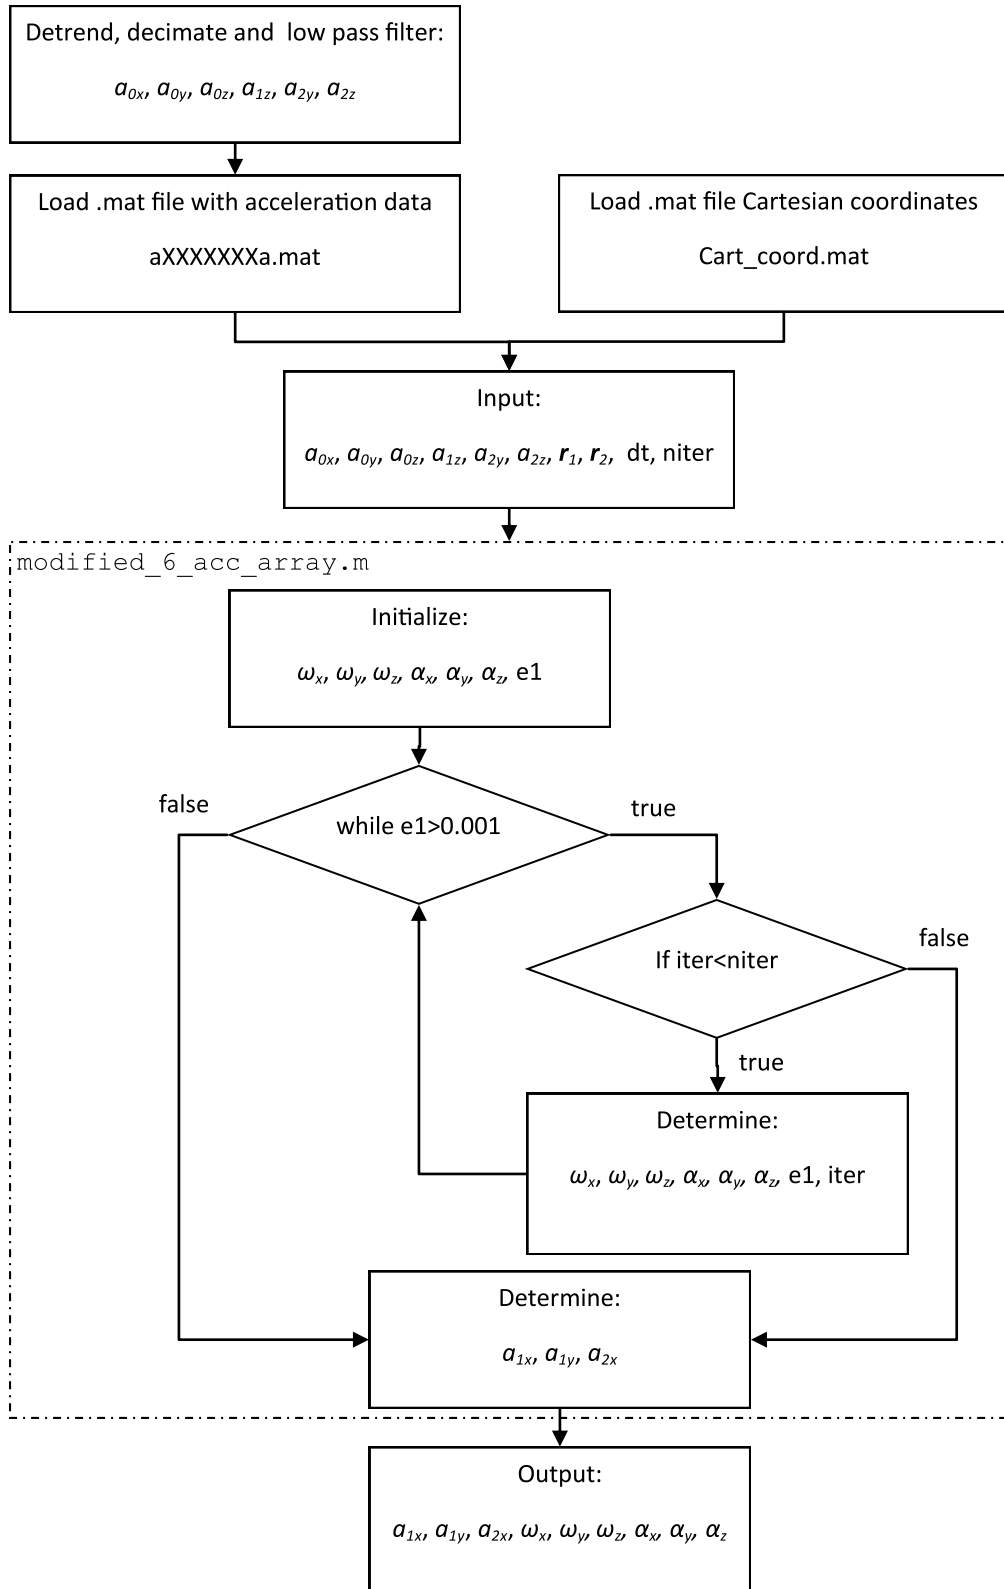 Detrend, decimate and low pass filter:
a0x, a0y, a0z, a1z, a2y, a2z
Load .mat file with acceleration data
aXXXXXXXa.mat
Load .mat file Cartesian coordinates
Cart_coord.mat
Input:
a0x, a0y, a0z, a1z, a2y, a2z, r1, r2, dt, niter
modified_6_acc_array.m
Initialize:
ωx, ωy, ωz, αx, αy, αz, e1
false
while e1>0.001
true
false
If iter<niter
true
Determine:
ωx, ωy, ωz, αx, αy, αz, e1, iter
Determine:
a1x, a1y, a2x
Output:
a1x, a1y, a2x, ωx, ωy, ωz, αx, αy, αz